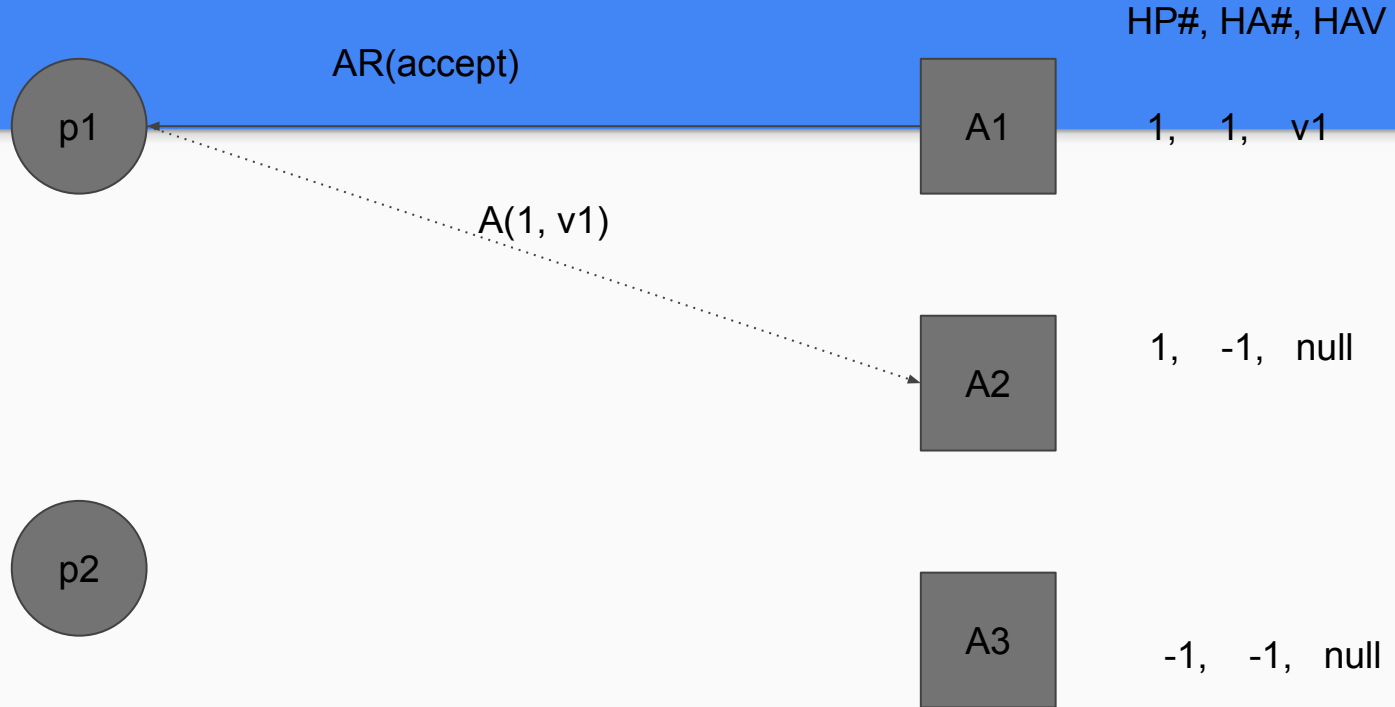 HP#, HA#, HAV
AR(accept)
p1
A1
1, 1, v1
A(1, v1)
1, -1, null
A2
p2
A3
-1, -1, null